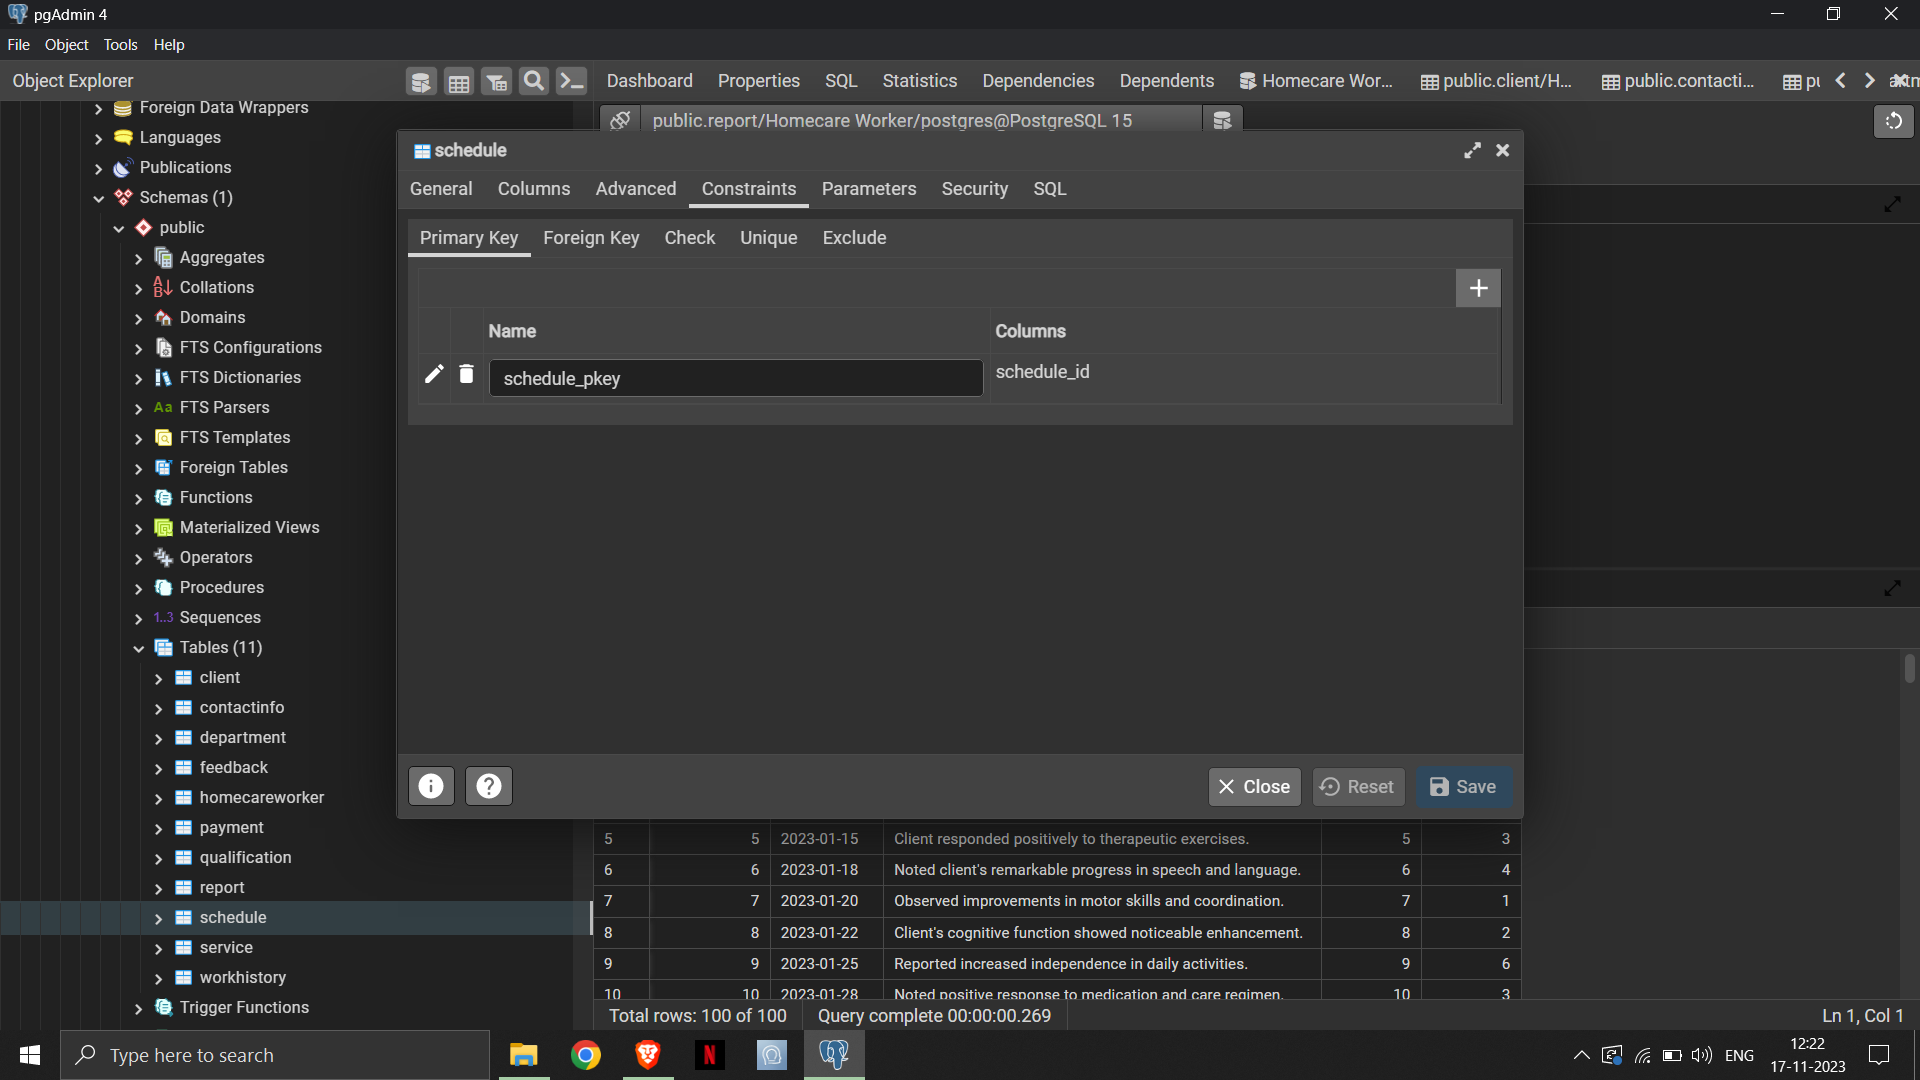 pgAdmin 4
File Object Tools Help
Object Explorer
Dashboard Properties SQL Statistics Dependencies Dependents Homecare Wor... public.client/H... public.contacti... pu
Foreign Data Wrappers
Languages
Publications
Schemas (1)
public
Aggregates
Collations
Domains
FTS Configurations
FTS Dictionaries
Aa FTS Parsers
FTS Templates
Foreign Tables
Functions
Materialized Views
Operators
Procedures
1..3 Sequences
Tables (11)
client
contactinfo
department
feedback
homecareworker
payment
qualification
report
schedule
service
workhistory
Trigger Functions
public.report/Homecare Worker/postgres@PostgreSQL 15
schedule
General Columns Advanced Constraints Parameters Security SQL
Primary Key Foreign Key Check Unique Exclude
Name Columns
schedule_pkey schedule_id
Close Reset Save
5 5 2023-01-15 Client responded positively to therapeutic exercises. 5 3
6 6 2023-01-18 Noted client's remarkable progress in speech and language. 6 4
7 7 2023-01-20 Observed improvements in motor skills and coordination. 7 1
8 8 2023-01-22 Client's cognitive function showed noticeable enhancement. 8 2
9 9 2023-01-25 Reported increased independence in daily activities. 9 6
10 10 2023-01-28 Noted positive response to medication and care regimen. 10 3
Total rows: 100 of 100 Query complete 00:00:00.269 Ln 1, Col 1
Type here to search
N
ENG
12:22
17-11-2023